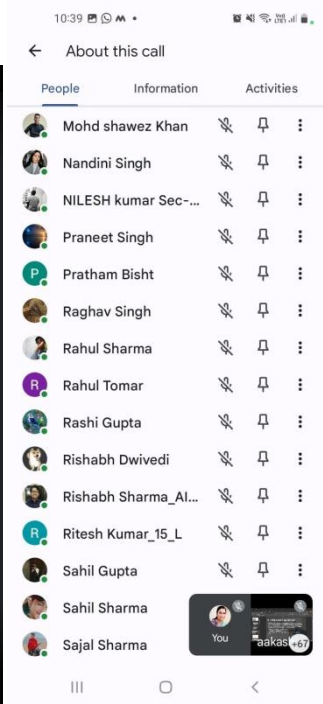 10:39
About this call
People Information Activities
Mohd shawez Khan
Nandini Singh
NILESH kumar Sec-...
Praneet Singh
P Pratham Bisht
Raghav Singh
Rahul Sharma
R Rahul Tomar
Rashi Gupta
Rishabh Dwivedi
Rishabh Sharma_AI...
R Ritesh Kumar_15_L
Sahil Gupta
Sahil Sharma
Sajal Sharma
You aakas +67